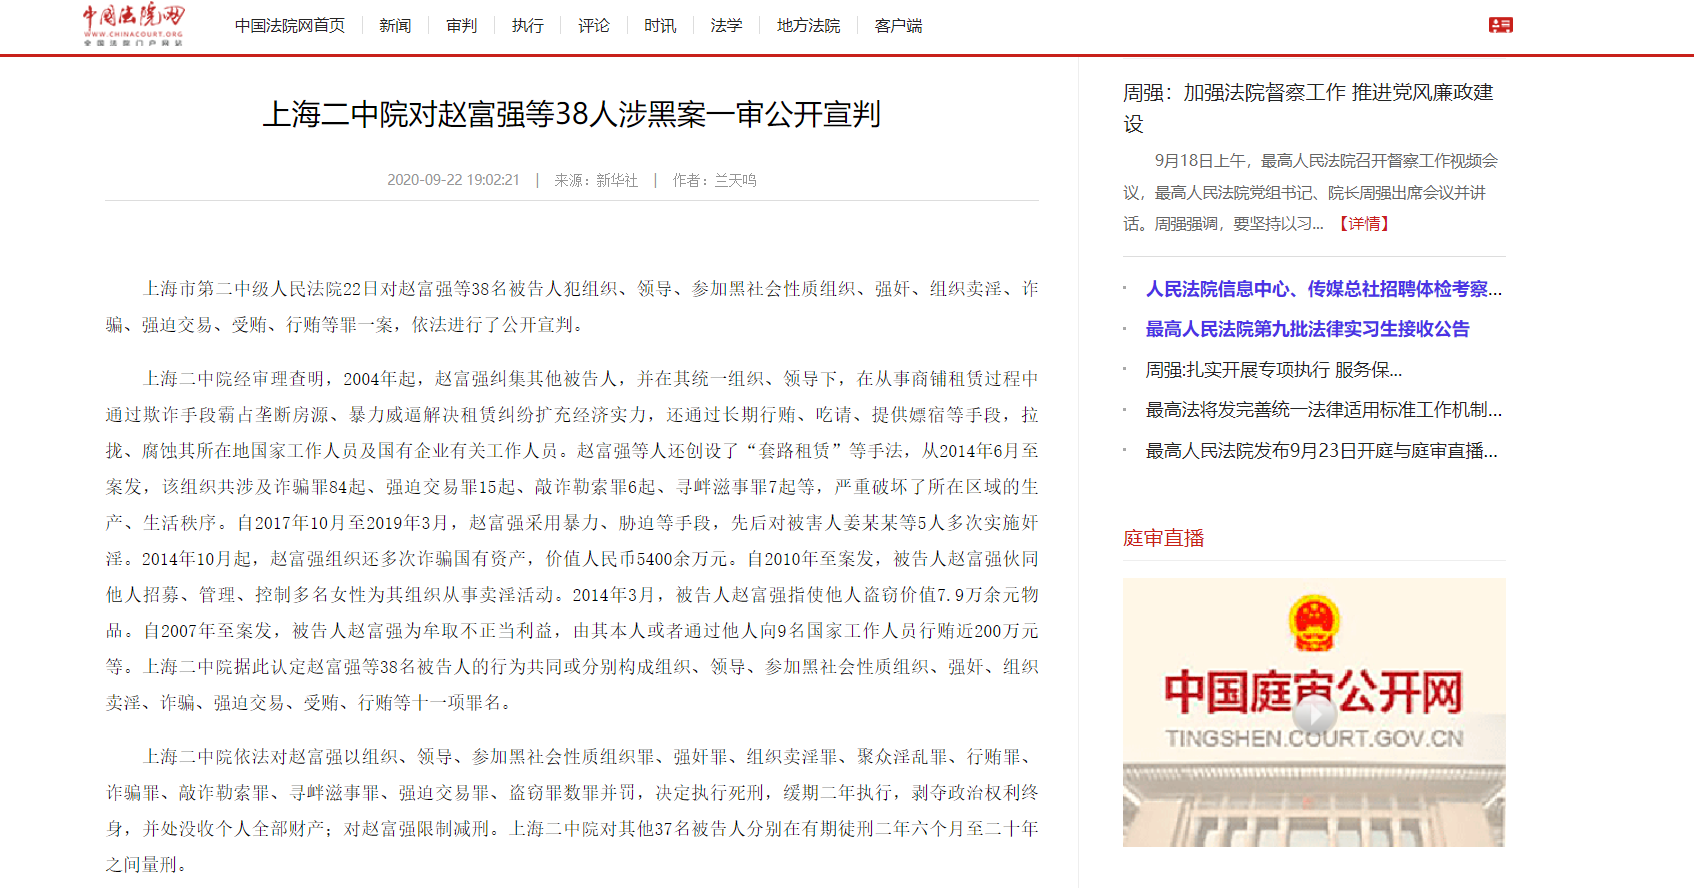 中国法院网
WWW.CHINACOURT.ORG
全国法院门户网站
中国法院网首页 新闻 审判 执行 评论 时讯 法学 地方法院 客户端
上海二中院对赵富强等38人涉黑案一审公开宣判
2020-09-22 19:02:21 | 来源：新华社 | 作者：兰天鸣
上海市第二中级人民法院22日对赵富强等38名被告人犯组织、领导、参加黑社会性质组织、强奸、组织卖淫、诈
骗、强迫交易、受贿、行贿等罪一案，依法进行了公开宣判。
上海二中院经审理查明，2004年起，赵富强纠集其他被告人，并在其统一组织、领导下，在从事商铺租赁过程中
通过欺诈手段霸占垄断房源、暴力威逼解决租赁纠纷扩充经济实力，还通过长期行贿、吃请、提供嫖宿等手段，拉
拢、腐蚀其所在地国家工作人员及国有企业有关工作人员。赵富强等人还创设了“套路租赁”等手法，从2014年6月至
案发，该组织共涉及诈骗罪84起、强迫交易罪15起、敲诈勒索罪6起、寻衅滋事罪7起等，严重破坏了所在区域的生
产、生活秩序。自2017年10月至2019年3月，赵富强采用暴力、胁迫等手段，先后对被害人姜某某等5人多次实施奸
淫。2014年10月起，赵富强组织还多次诈骗国有资产，价值人民币5400余万元。自2010年至案发，被告人赵富强伙同
他人招募、管理、控制多名女性为其组织从事卖淫活动。2014年3月，被告人赵富强指使他人盗窃价值7.9万余元物
品。自2007年至案发，被告人赵富强为牟取不正当利益，由其本人或者通过他人向9名国家工作人员行贿近200万元
等。上海二中院据此认定赵富强等38名被告人的行为共同或分别构成组织、领导、参加黑社会性质组织、强奸、组织
卖淫、诈骗、强迫交易、受贿、行贿等十一项罪名。
上海二中院依法对赵富强以组织、领导、参加黑社会性质组织罪、强奸罪、组织卖淫罪、聚众淫乱罪、行贿罪、
诈骗罪、敲诈勒索罪、寻衅滋事罪、强迫交易罪、盗窃罪数罪并罚，决定执行死刑，缓期二年执行，剥夺政治权利终
身，并处没收个人全部财产；对赵富强限制减刑。上海二中院对其他37名被告人分别在有期徒刑二年六个月至二十年
之间量刑。
周强：加强法院督察工作 推进党风廉政建
设
9月18日上午，最高人民法院召开督察工作视频会
议，最高人民法院党组书记、院长周强出席会议并讲
话。周强强调，要坚持以习... 【详情】
人民法院信息中心、传媒总社招聘体检考察...
最高人民法院第九批法律实习生接收公告
周强:扎实开展专项执行 服务保...
最高法将发完善统一法律适用标准工作机制...
最高人民法院发布9月23日开庭与庭审直播...
庭审直播
中国庭审公开网
TINGSHEN.COURT.GOV.CN